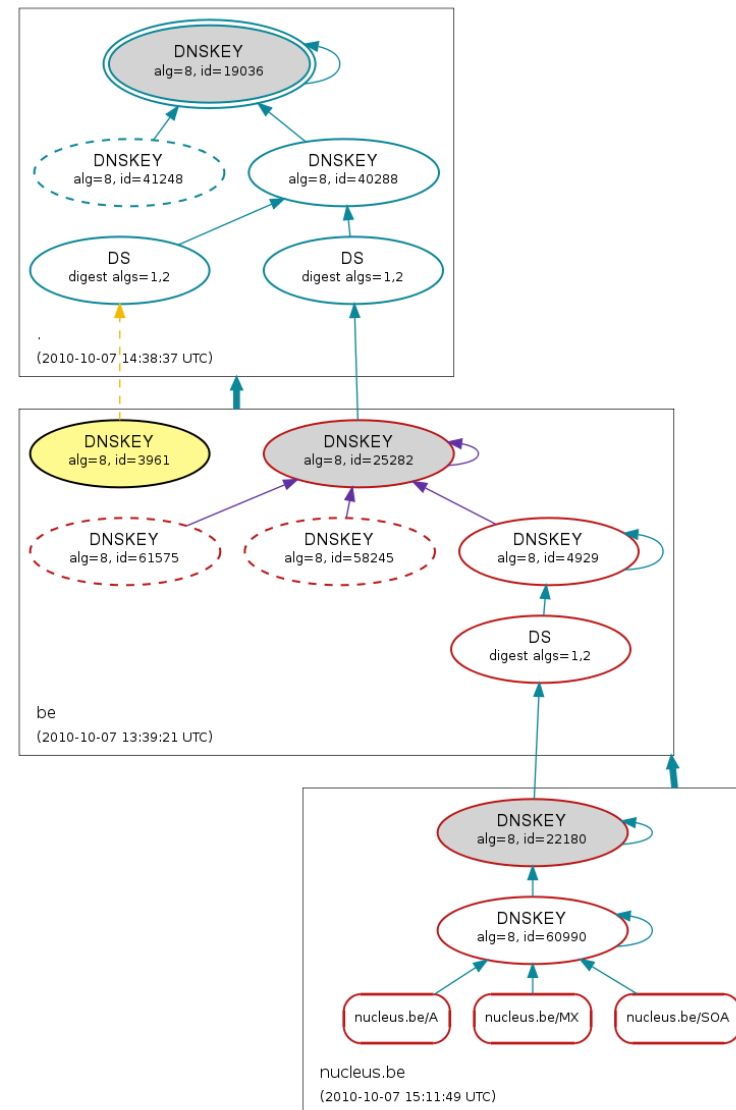 DNSKEY
alg=8, id=19036
DNSKEY
alg=8, id=41248
DNSKEY
alg=8, id=40288
DS
digest algs=1,2
DS
digest algs=1,2
.
(2010-10-07 14:38:37 UTC)
DNSKEY
alg=8, id=3961
DNSKEY
alg=8, id=25282
DNSKEY
alg=8, id=61575
DNSKEY
alg=8, id=58245
DNSKEY
alg=8, id=4929
DS
digest algs=1,2
be
(2010-10-07 13:39:21 UTC)
DNSKEY
alg=8, id=22180
DNSKEY
alg=8, id=60990
nucleus.be/A
nucleus.be/MX
nucleus.be/SOA
nucleus.be
(2010-10-07 15:11:49 UTC)